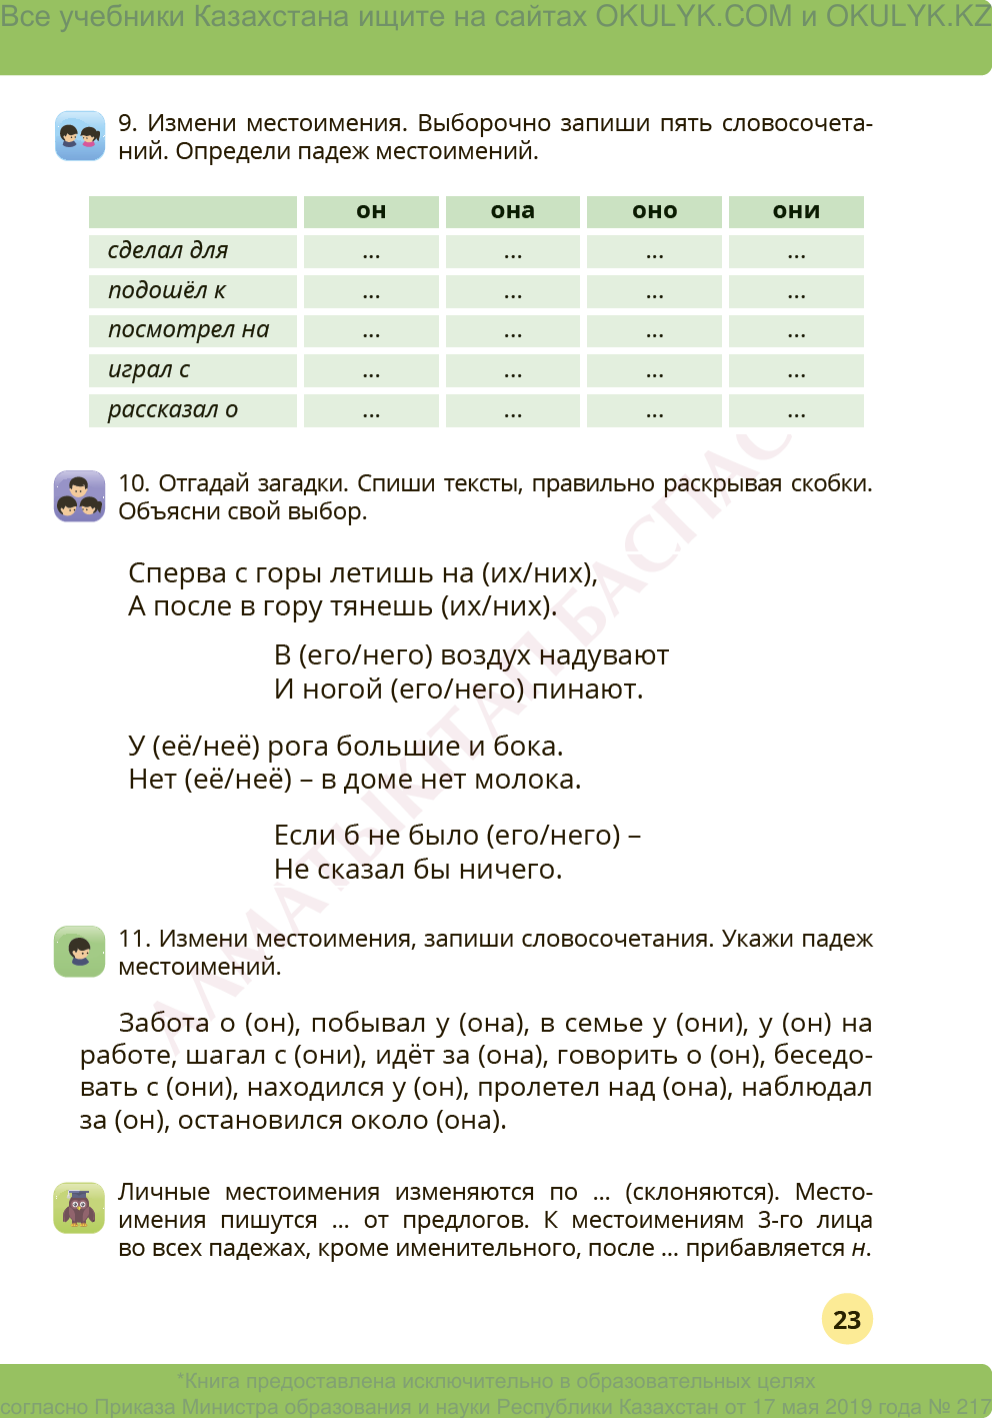 Все учебники Казахстана ищите на сайтах OKULYK.COM и OKULYK.KZ
9. Измени местоимения. Выборочно запиши пять словосочета-
ний. Определи падеж местоимений.
он она оно они
сделал для ... ... ... ...
подошёл к ... ... ... ...
посмотрел на ... ... ... ...
играл с ... ... ... ...
рассказал о ... ... ... ...
10. Отгадай загадки. Спиши тексты, правильно раскрывая скобки.
Объясни свой выбор.
Сперва с горы летишь на (их/них),
А после в гору тянешь (их/них).
В (его/него) воздух надувают
И ногой (его/него) пинают.
У (её/неё) рога большие и бока.
Нет (её/неё) – в доме нет молока.
Если б не было (его/него) –
Не сказал бы ничего.
11. Измени местоимения, запиши словосочетания. Укажи падеж
местоимений.
Забота о (он), побывал у (она), в семье у (они), у (он) на
работе, шагал с (они), идёт за (она), говорить о (он), беседо-
вать с (они), находился у (он), пролетел над (она), наблюдал
за (он), остановился около (она).
Личные местоимения изменяются по ... (склоняются). Место-
имения пишутся ... от предлогов. К местоимениям 3-го лица
во всех падежах, кроме именительного, после ... прибавляется н.
23
*Книга предоставлена исключительно в образовательных целях
согласно Приказа Министра образования и науки Республики Казахстан от 17 мая 2019 года № 217
АЛМАТЫКІТАП БАСПАС